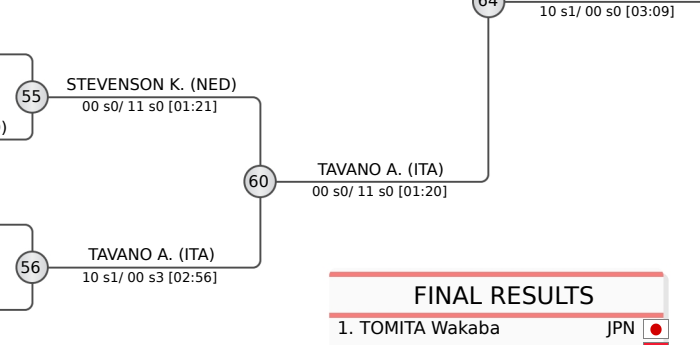 64
10 s1/ 00 s0 [03:09]
STEVENSON K. (NED)
55
00 s0/ 11 s0 [01:21]
)
TAVANO A. (ITA)
60
00 s0/ 11 s0 [01:20]
TAVANO A. (ITA)
56
10 s1/ 00 s3 [02:56]
FINAL RESULTS
1. TOMITA Wakaba JPN